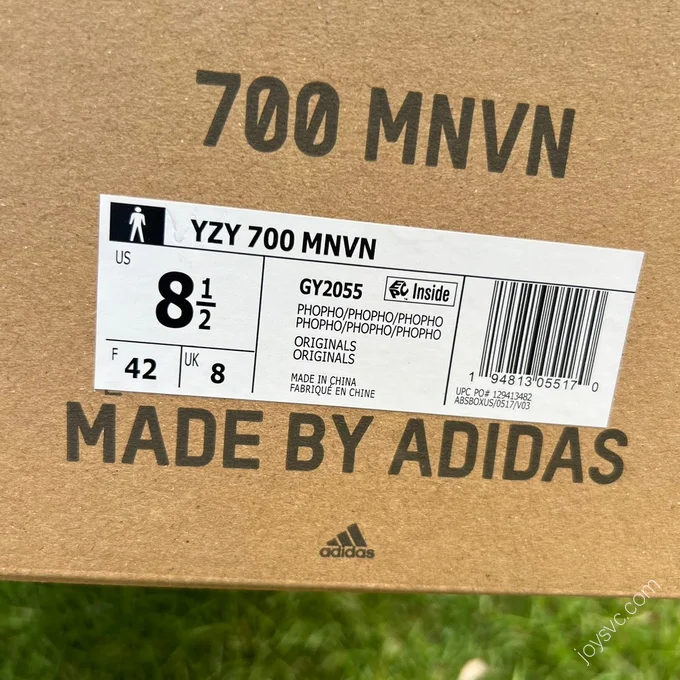 700 MNVN
YZY 700 MNVN
US
8 1/2
F 42
UK 8
GY2055
Inside
PHOPHO/PHOPHO/PHOPHO
PHOPHO/PHOPHO/PHOPHO
ORIGINALS
ORIGINALS
MADE IN CHINA
FABRIQUÉ EN CHINE
1 94813 05517 0
UPC PO# 129413482
ABSBOXUS/0517/V03
MADE BY ADIDAS
adidas
joysvc.com